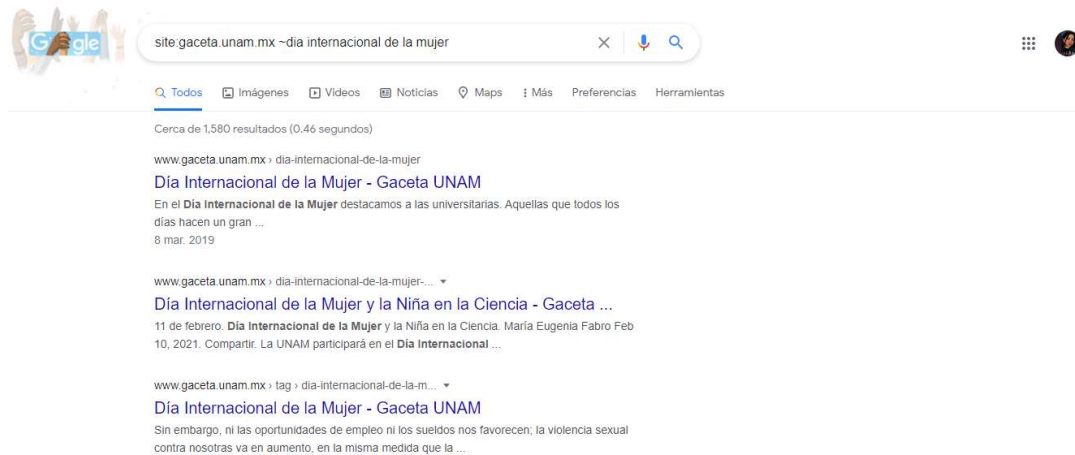 Google
site:gaceta.unam.mx ~dia internacional de la mujer
Todos Imágenes Videos Noticias Maps Más Preferencias Herramientas
Cerca de 1,580 resultados (0.46 segundos)
www.gaceta.unam.mx › dia-internacional-de-la-mujer
Día Internacional de la Mujer - Gaceta UNAM
En el Día Internacional de la Mujer destacamos a las universitarias. Aquellas que todos los
días hacen un gran ...
8 mar. 2019
www.gaceta.unam.mx › dia-internacional-de-la-mujer-...
Día Internacional de la Mujer y la Niña en la Ciencia - Gaceta ...
11 de febrero. Día Internacional de la Mujer y la Niña en la Ciencia. María Eugenia Fabro Feb
10, 2021. Compartir. La UNAM participará en el Día Internacional ...
www.gaceta.unam.mx › tag › dia-internacional-de-la-m...
Día Internacional de la Mujer - Gaceta UNAM
Sin embargo, ni las oportunidades de empleo ni los sueldos nos favorecen; la violencia sexual
contra nosotras va en aumento, en la misma medida que la ...